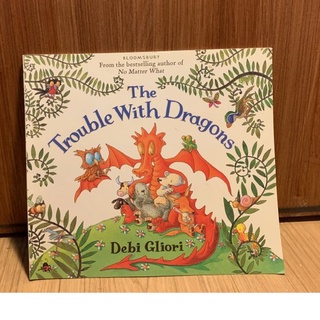 BLOOMSBURY
From the bestselling author of
No Matter What
The
Trouble With Dragons
Debi Gliori